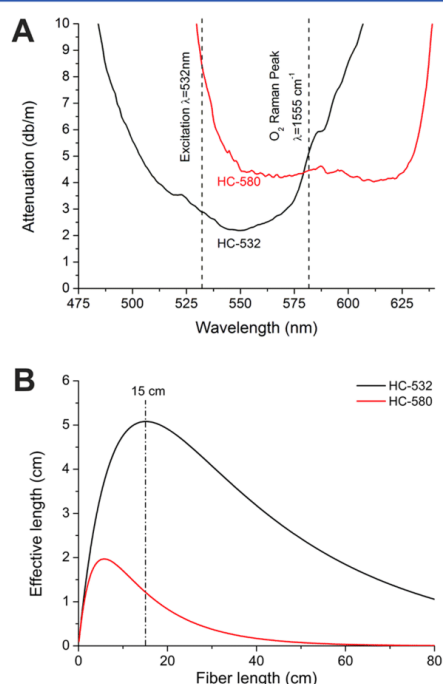 A
10
9
8
7
6
5
4
3
2
1
0
Attenuation (db/m)
Excitation λ=532nm
O₂ Raman Peak
λ=1555 cm⁻¹
HC-580
HC-532
475 500 525 550 575 600 625
Wavelength (nm)
B
6
5
4
3
2
1
0
Effective length (cm)
15 cm
HC-532
HC-580
0 20 40 60 80
Fiber length (cm)